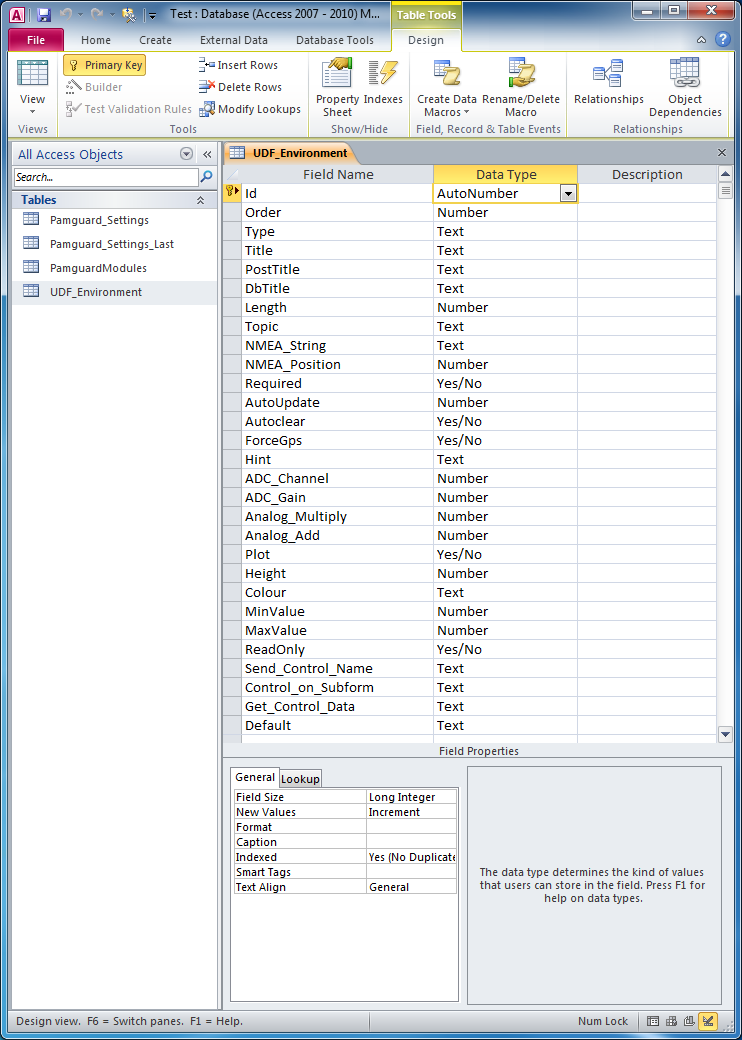 Test : Database (Access 2007 - 2010) M...
Table Tools
File
Home
Create
External Data
Database Tools
Design
View
Views
Primary Key
Builder
Test Validation Rules
Insert Rows
Delete Rows
Modify Lookups
Tools
Property Sheet
Indexes
Show/Hide
Create Data Macros
Rename/Delete Macro
Field, Record & Table Events
Relationships
Object Dependencies
Relationships
All Access Objects
Search...
Tables
Pamguard_Settings
Pamguard_Settings_Last
PamguardModules
UDF_Environment
UDF_Environment
Field Name Data Type Description
Id AutoNumber
Order Number
Type Text
Title Text
PostTitle Text
DbTitle Text
Length Number
Topic Text
NMEA_String Text
NMEA_Position Number
Required Yes/No
AutoUpdate Number
Autoclear Yes/No
ForceGps Yes/No
Hint Text
ADC_Channel Number
ADC_Gain Number
Analog_Multiply Number
Analog_Add Number
Plot Yes/No
Height Number
Colour Text
MinValue Number
MaxValue Number
ReadOnly Yes/No
Send_Control_Name Text
Control_on_Subform Text
Get_Control_Data Text
Default Text
Field Properties
General Lookup
Field Size Long Integer
New Values Increment
Format
Caption
Indexed Yes (No Duplicate
Smart Tags
Text Align General
The data type determines the kind of values
that users can store in the field. Press F1 for
help on data types.
Design view. F6 = Switch panes. F1 = Help.
Num Lock